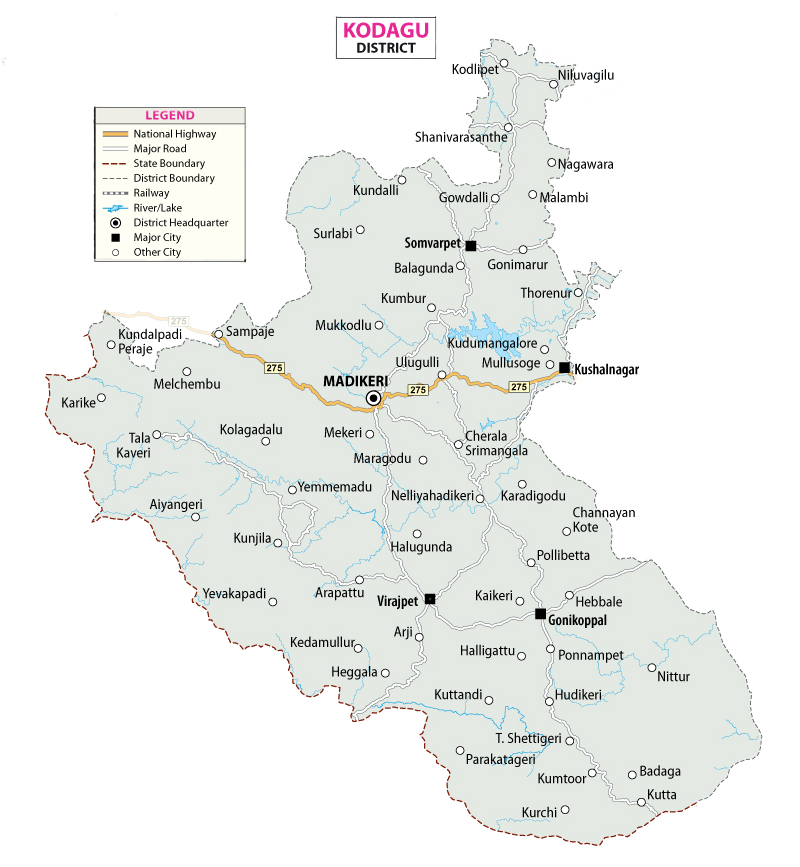 KODAGU
DISTRICT
LEGEND
National Highway
Major Road
State Boundary
District Boundary
Railway
River/Lake
District Headquarter
Major City
Other City
Kodlipet
Niluvagilu
Shanivarasanthe
Nagawara
Kundalli
Gowdalli
Malambi
Surlabi
Somvarpet
Balagunda
Gonimarur
Thorenur
Kumbur
275
Mukkodlu
Sampaje
Kundalpadi
Peraje
Kudumangalore
Ulugulli
Mullusoge
275
Kushalnagar
MADIKERI
275
275
Melchembu
Karike
Kolagadalu
Mekeri
Tala
Kaveri
Cherala
Srimangala
Maragodu
Yemmemadu
Nelliyahadikeri
Karadigodu
Aiyangeri
Channayan
Kote
Kunjila
Halugunda
Pollibetta
Yevakapadi
Arapattu
Virajpet
Kaikeri
Hebbale
Gonikoppal
Arji
Kedamullur
Halligattu
Ponnampet
Heggala
Nittur
Kuttandi
Hudikeri
T. Shettigeri
Parakatageri
Kumtoor
Badaga
Kutta
Kurchi